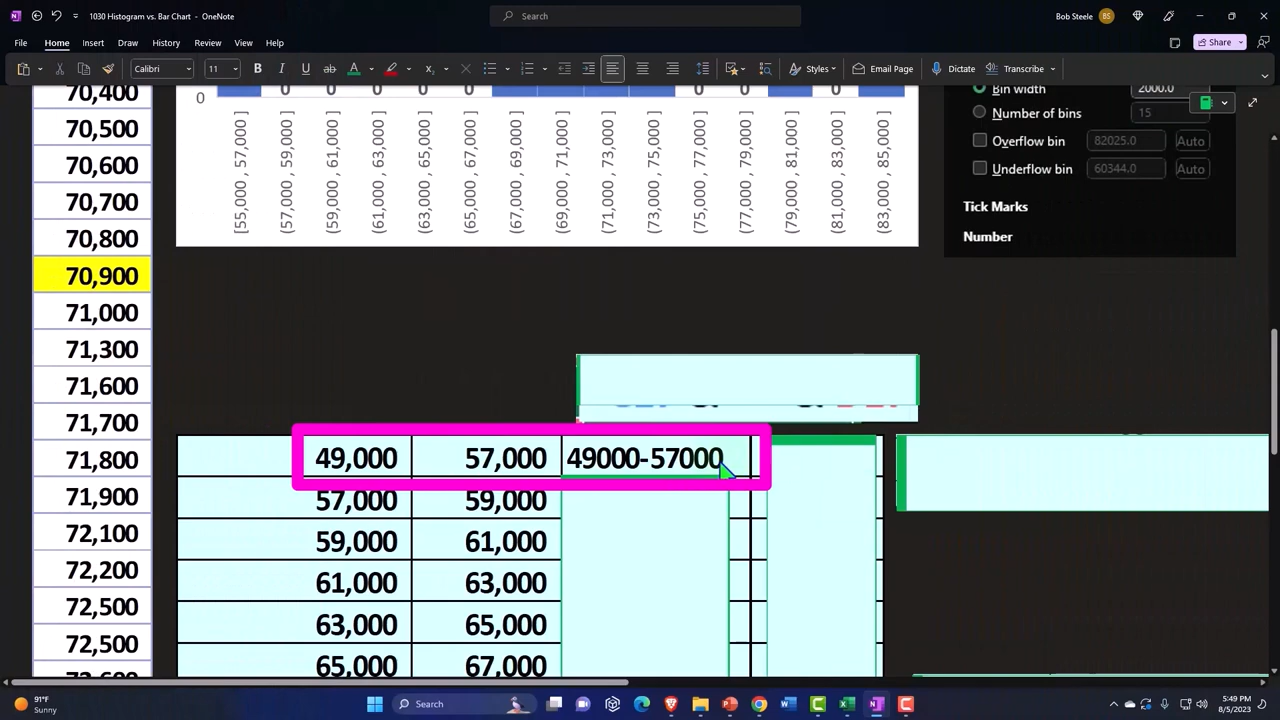 1030 Histogram vs. Bar Chart - OneNote
Search
Bob Steele
BS
File
Home
Insert
Draw
History
Review
View
Help
Share
Calibri
11
B
I
U
ab
A
Styles
Email Page
Dictate
Transcribe
70,400
70,500
70,600
70,700
70,800
70,900
71,000
71,300
71,600
71,700
71,800
71,900
72,100
72,200
72,500
72,500
0
0 0 0 0 0 0 0 0
[55,000 , 57,000 ]
(57,000 , 59,000 ]
(59,000 , 61,000 ]
(61,000 , 63,000 ]
(63,000 , 65,000 ]
(65,000 , 67,000 ]
(67,000 , 69,000 ]
(69,000 , 71,000 ]
(71,000 , 73,000 ]
(73,000 , 75,000 ]
(75,000 , 77,000 ]
(77,000 , 79,000 ]
(79,000 , 81,000 ]
(81,000 , 83,000 ]
(83,000 , 85,000 ]
Bin width 2000.0
Number of bins 15
Overflow bin 82025.0 Auto
Underflow bin 60344.0 Auto
Tick Marks
Number
49,000 57,000 49000-57000
57,000 59,000
59,000 61,000
61,000 63,000
63,000 65,000
65,000 67,000
91°F
Sunny
Search
5:49 PM
8/5/2023